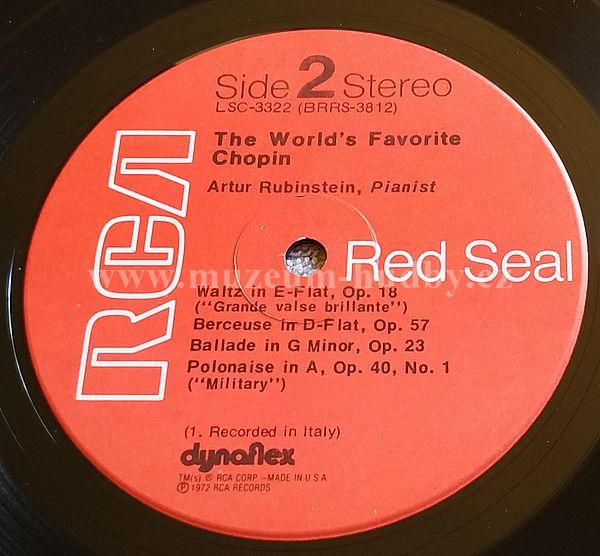 Side 2 Stereo
LSC-3322 (BRRS-3812)
The World's Favorite
Chopin
Artur Rubinstein, Pianist
RCA
Red Seal
www.muzeum-hudby.cz
Waltz in E-Flat, Op. 18
("Grande valse brillante")
Berceuse in D-Flat, Op. 57
Ballade in G Minor, Op. 23
Polonaise in A, Op. 40, No. 1
("Military")
(1. Recorded in Italy)
dynaflex
TM(s) ® RCA CORP.—MADE IN U.S.A.
℗ 1972 RCA RECORDS